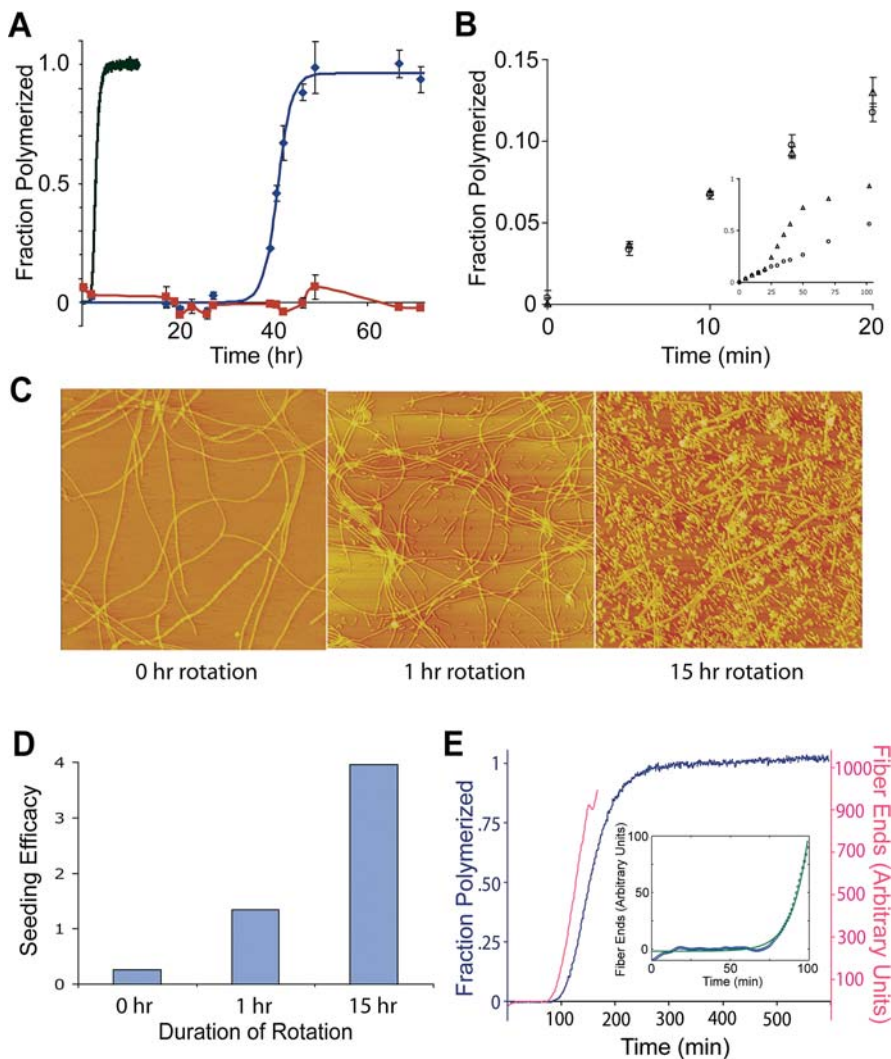 A
Fraction Polymerized
1.0
0.5
0
20
40
60
Time (hr)
B
Fraction Polymerized
0.15
0.10
0.05
0
0
10
20
Time (min)
1
0.5
0
0
25
50
75
100
C
0 hr rotation
1 hr rotation
15 hr rotation
D
Seeding Efficacy
4
3
2
1
0
0 hr
1 hr
15 hr
Duration of Rotation
E
Fraction Polymerized
1
.75
.50
.25
0
100
200
300
400
500
Time (min)
Fiber Ends (Arbitrary Units)
1000
900
700
500
300
100
Fiber Ends (Arbitrary Units)
100
50
0
0
50
100
Time (min)